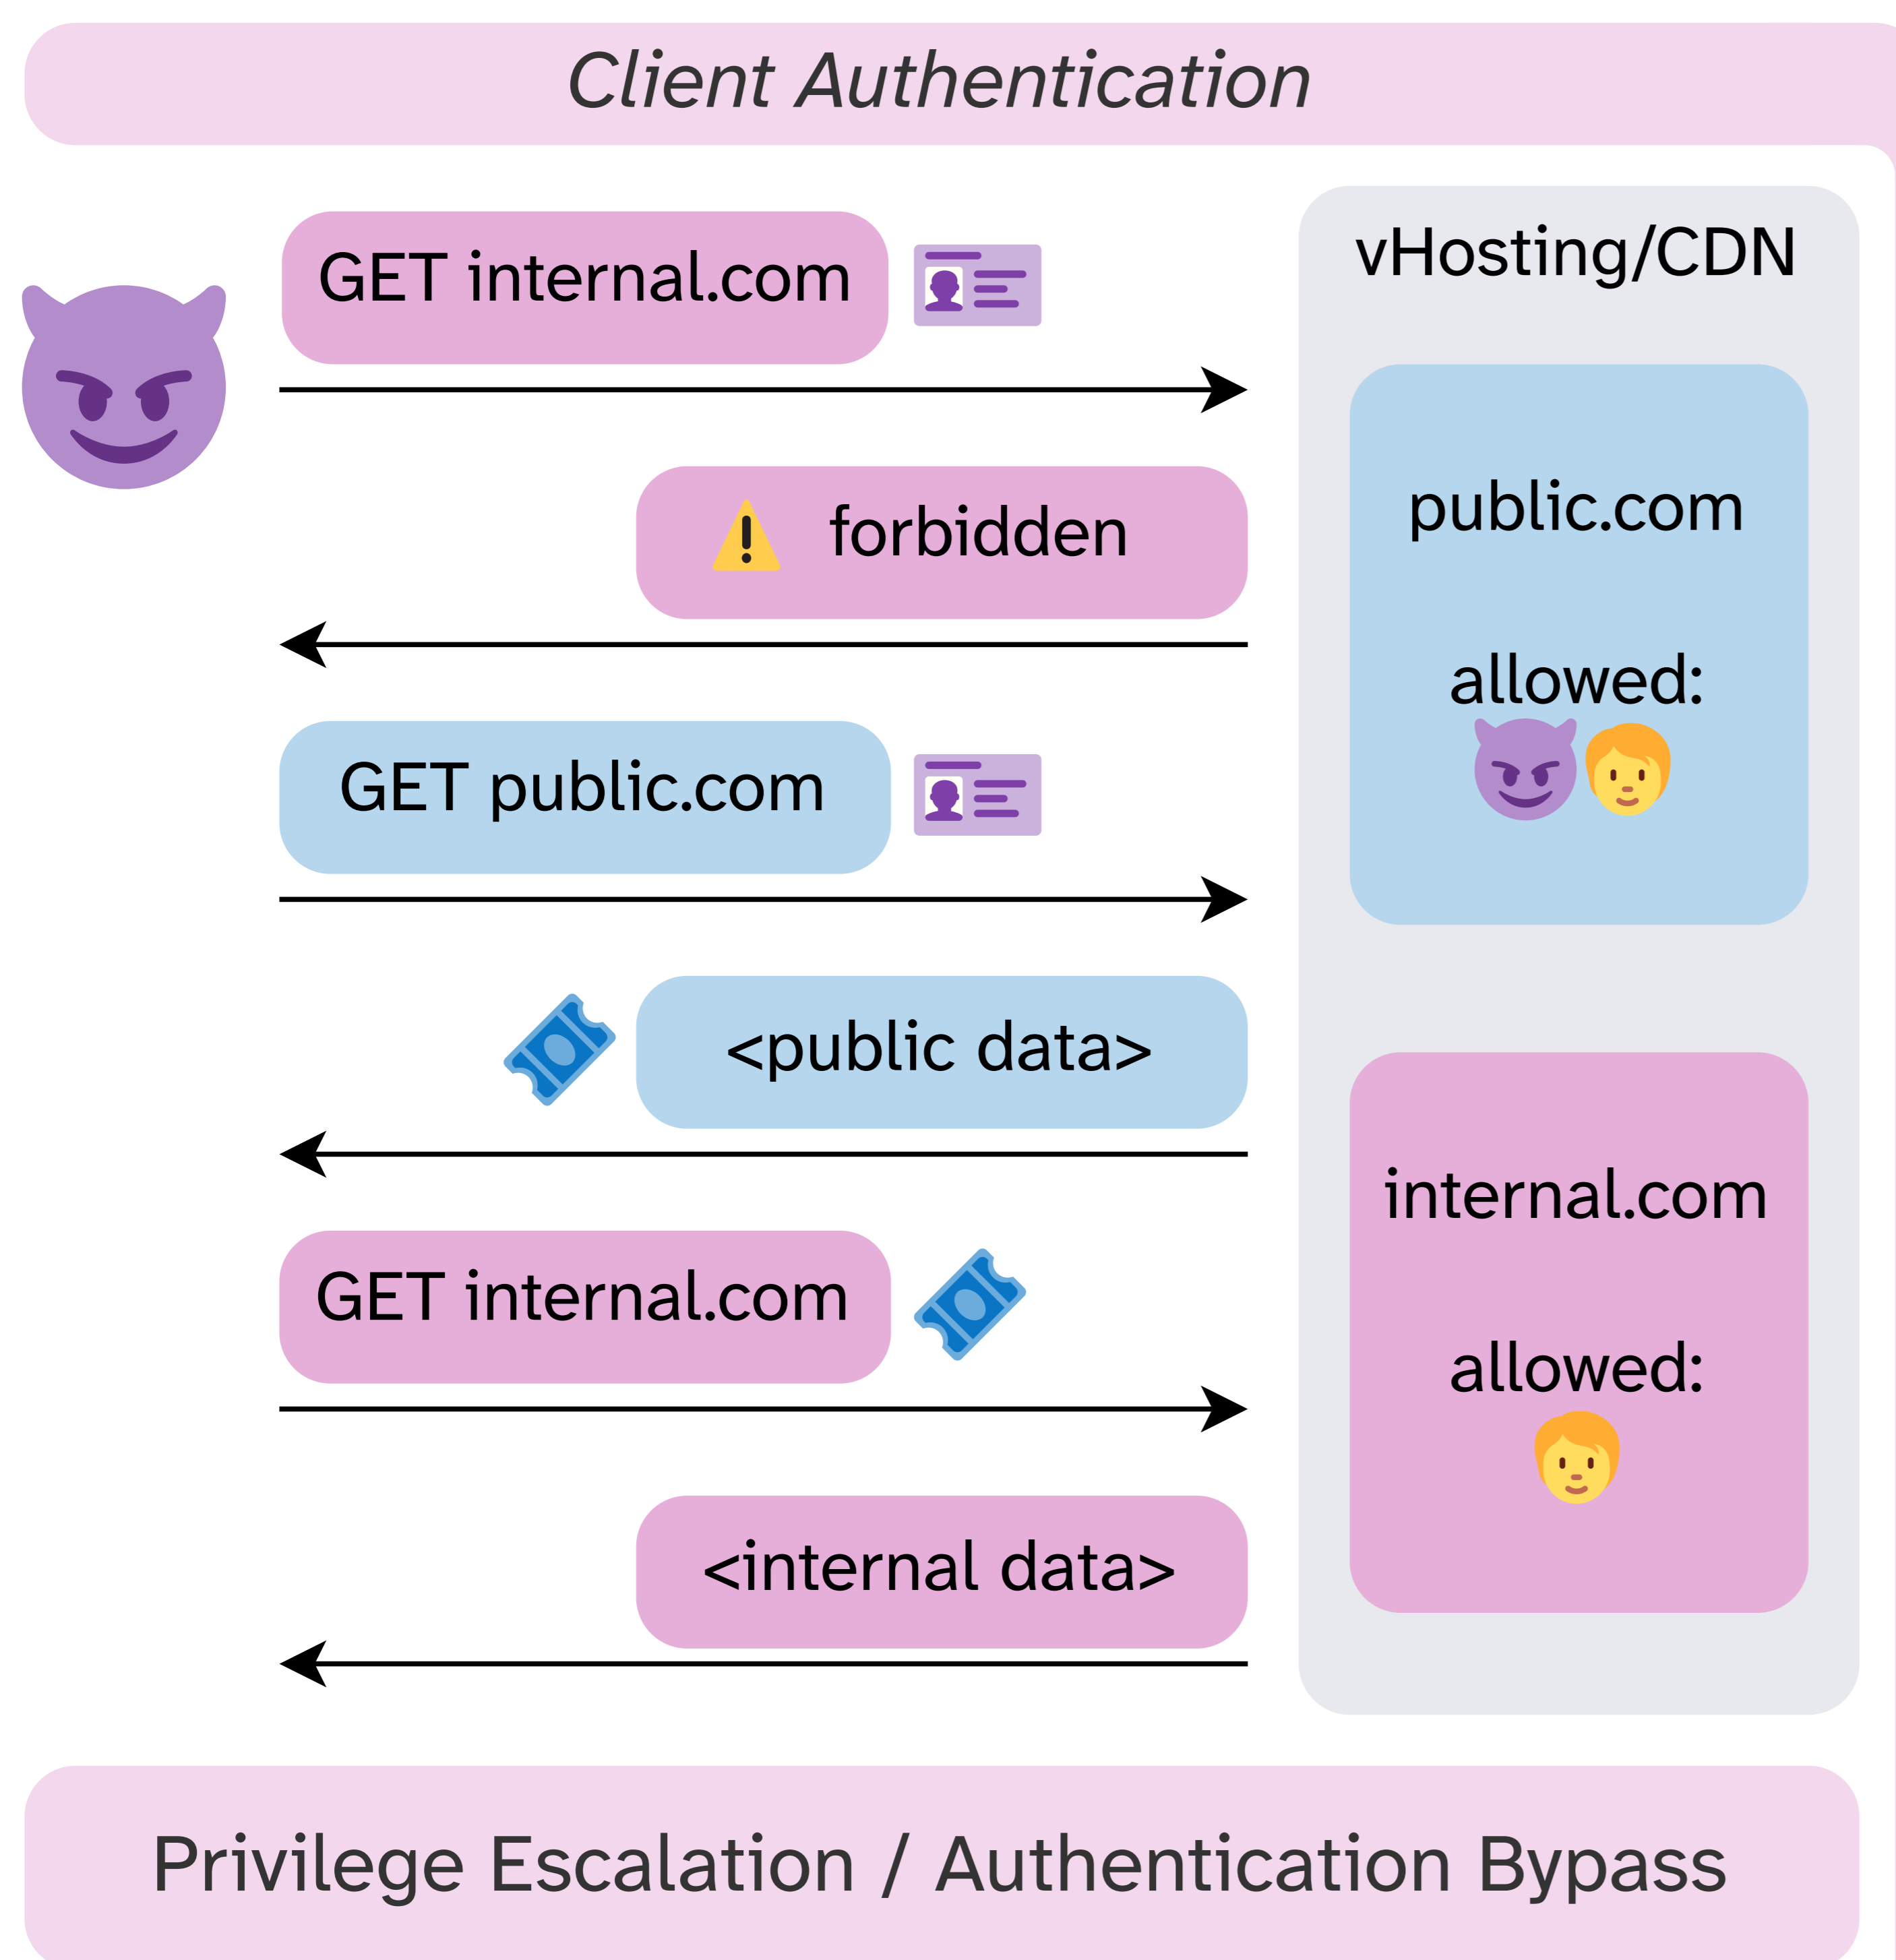 Client Authentication
GET internal.com
vHosting/CDN
forbidden
public.com
allowed:
GET public.com
<public data>
internal.com
GET internal.com
allowed:
<internal data>
Privilege Escalation / Authentication Bypass